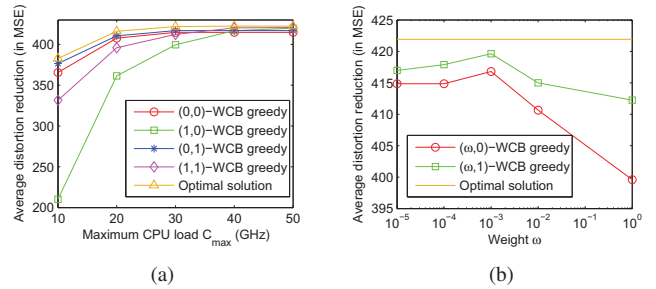 Average distortion reduction (in MSE)
400
350
300
250
200
10
20
30
40
50
Maximum CPU load C_max (GHz)
(0,0)−WCB greedy
(1,0)−WCB greedy
(0,1)−WCB greedy
(1,1)−WCB greedy
Optimal solution
(a)
Average distortion reduction (in MSE)
425
420
415
410
405
400
395
10^−5
10^−4
10^−3
10^−2
10^−1
10^0
Weight ω
(ω,0)−WCB greedy
(ω,1)−WCB greedy
Optimal solution
(b)